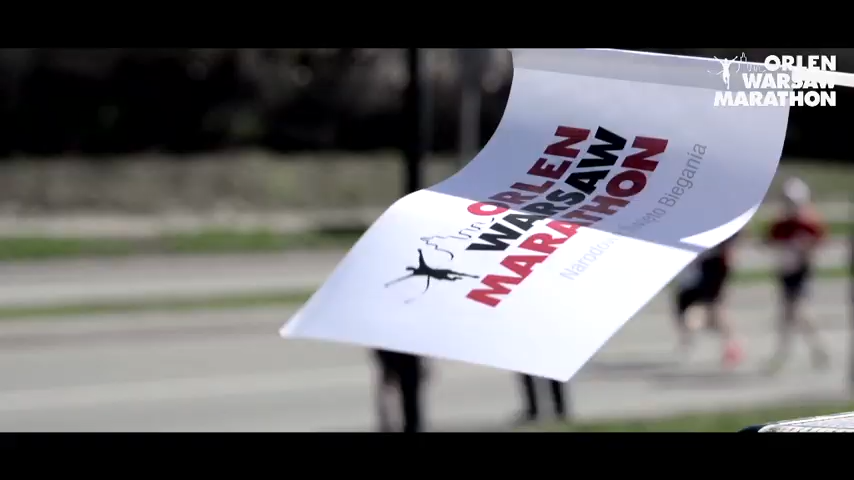 ORLEN
WARSAW
MARATHON
ORLEN
WARSAW
MARATHON
Narodowe Święto Biegania